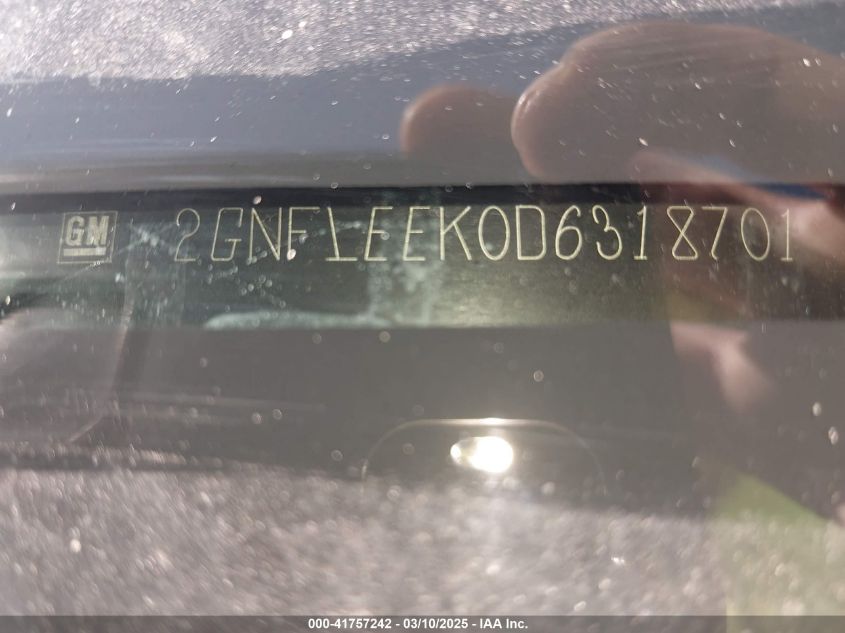 GM 2GNFLEEK0D6318701
000-41757242 - 03/10/2025 - IAA Inc.